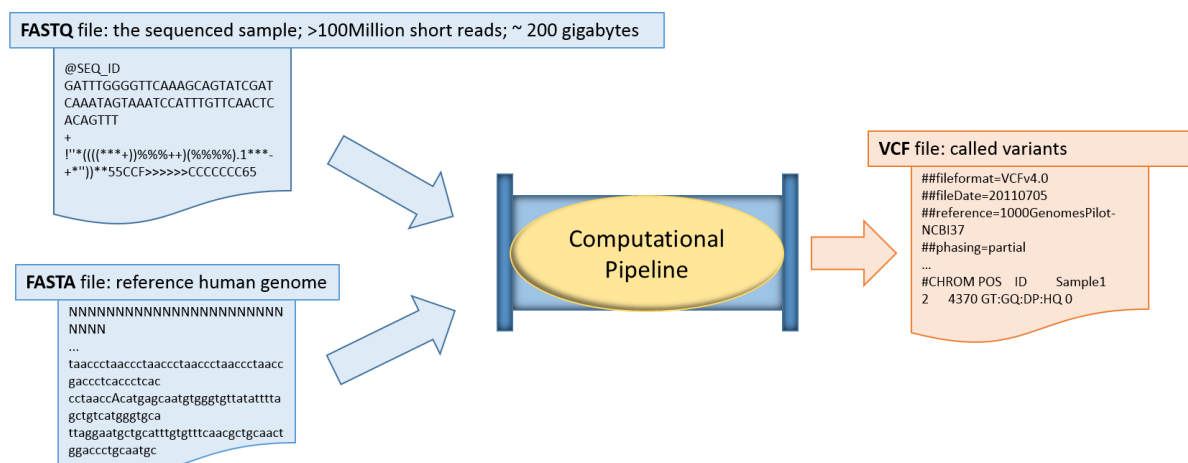 FASTQ file: the sequenced sample; >100Million short reads; ~ 200 gigabytes
@SEQ_ID
GATTTGGGGTTCAAAGCAGTATCGAT
CAAATAGTAAATCCATTTGTTCAACTC
ACAGTTT
+
!''*((((***+))%%%++)(%%%%).1***-
+*''))**55CCF>>>>>>CCCCCCC65
FASTA file: reference human genome
NNNNNNNNNNNNNNNNNNNNNNN
NNNN
...
taaccctaaccctaaccctaaccctaaccctaacc
gaccctcaccctcac
cctaaccAcatgagcaatgtgggtgttatatttta
gctgtcatgggtgca
ttaggaatgctgcatttgtgtttcaacgctgcaact
ggaccctgcaatgc
Computational
Pipeline
VCF file: called variants
##fileformat=VCFv4.0
##fileDate=20110705
##reference=1000GenomesPilot-
NCBI37
##phasing=partial
...
#CHROM POS ID Sample1
2 4370 GT:GQ:DP:HQ 0